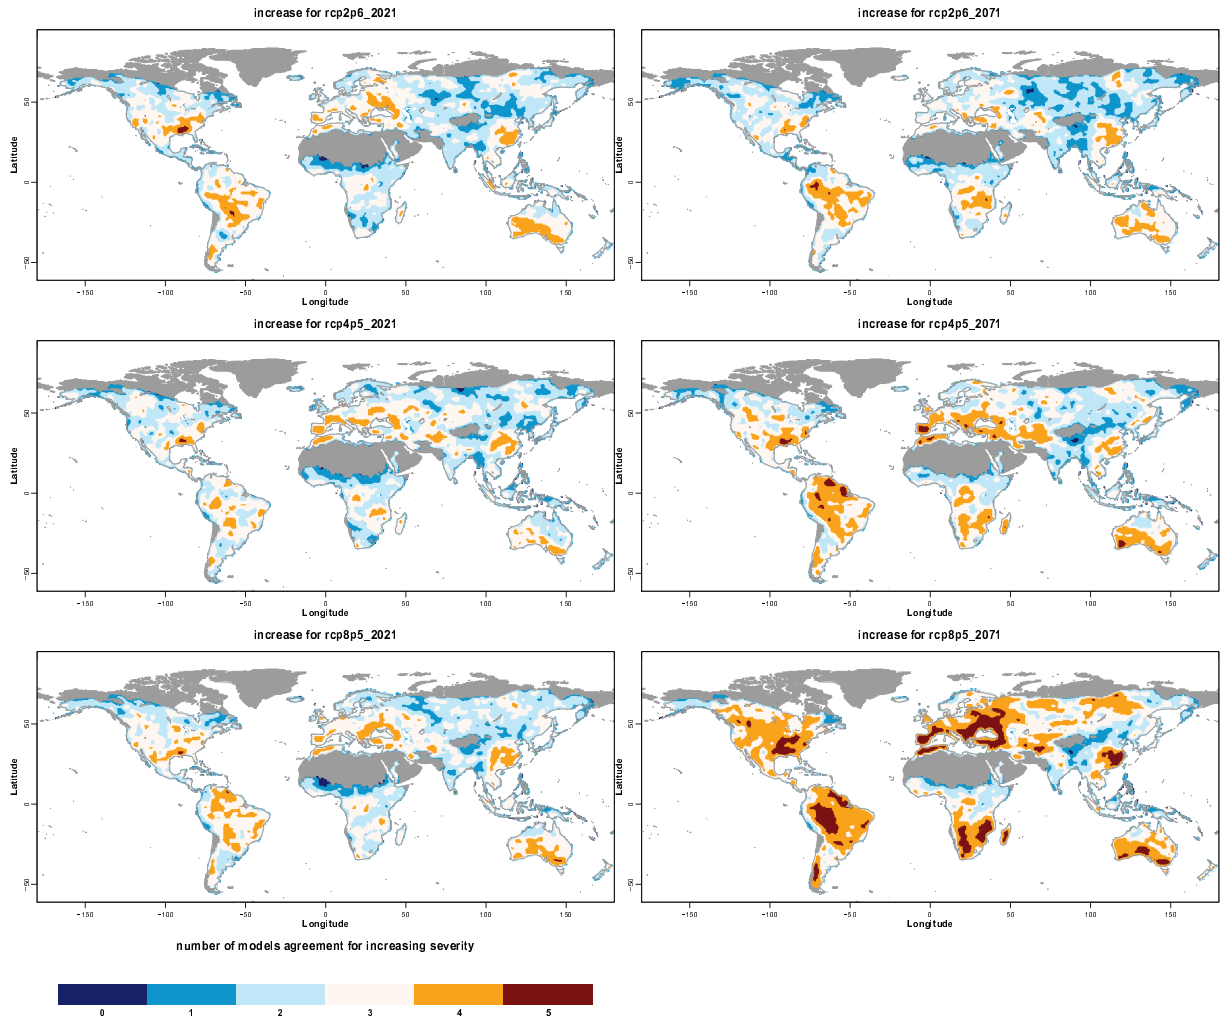 increase for rcp2p6_2021
increase for rcp2p6_2071
Latitude
50
0
−50
−150 −100 −50 0 50 100 150
Longitude
Latitude
50
0
−50
−150 −100 −50 0 50 100 150
Longitude
increase for rcp4p5_2021
increase for rcp4p5_2071
Latitude
50
0
−50
−150 −100 −50 0 50 100 150
Longitude
Latitude
50
0
−50
−150 −100 −50 0 50 100 150
Longitude
increase for rcp8p5_2021
increase for rcp8p5_2071
Latitude
50
0
−50
−150 −100 −50 0 50 100 150
Longitude
Latitude
50
0
−50
−150 −100 −50 0 50 100 150
Longitude
number of models agreement for increasing severity
0 1 2 3 4 5